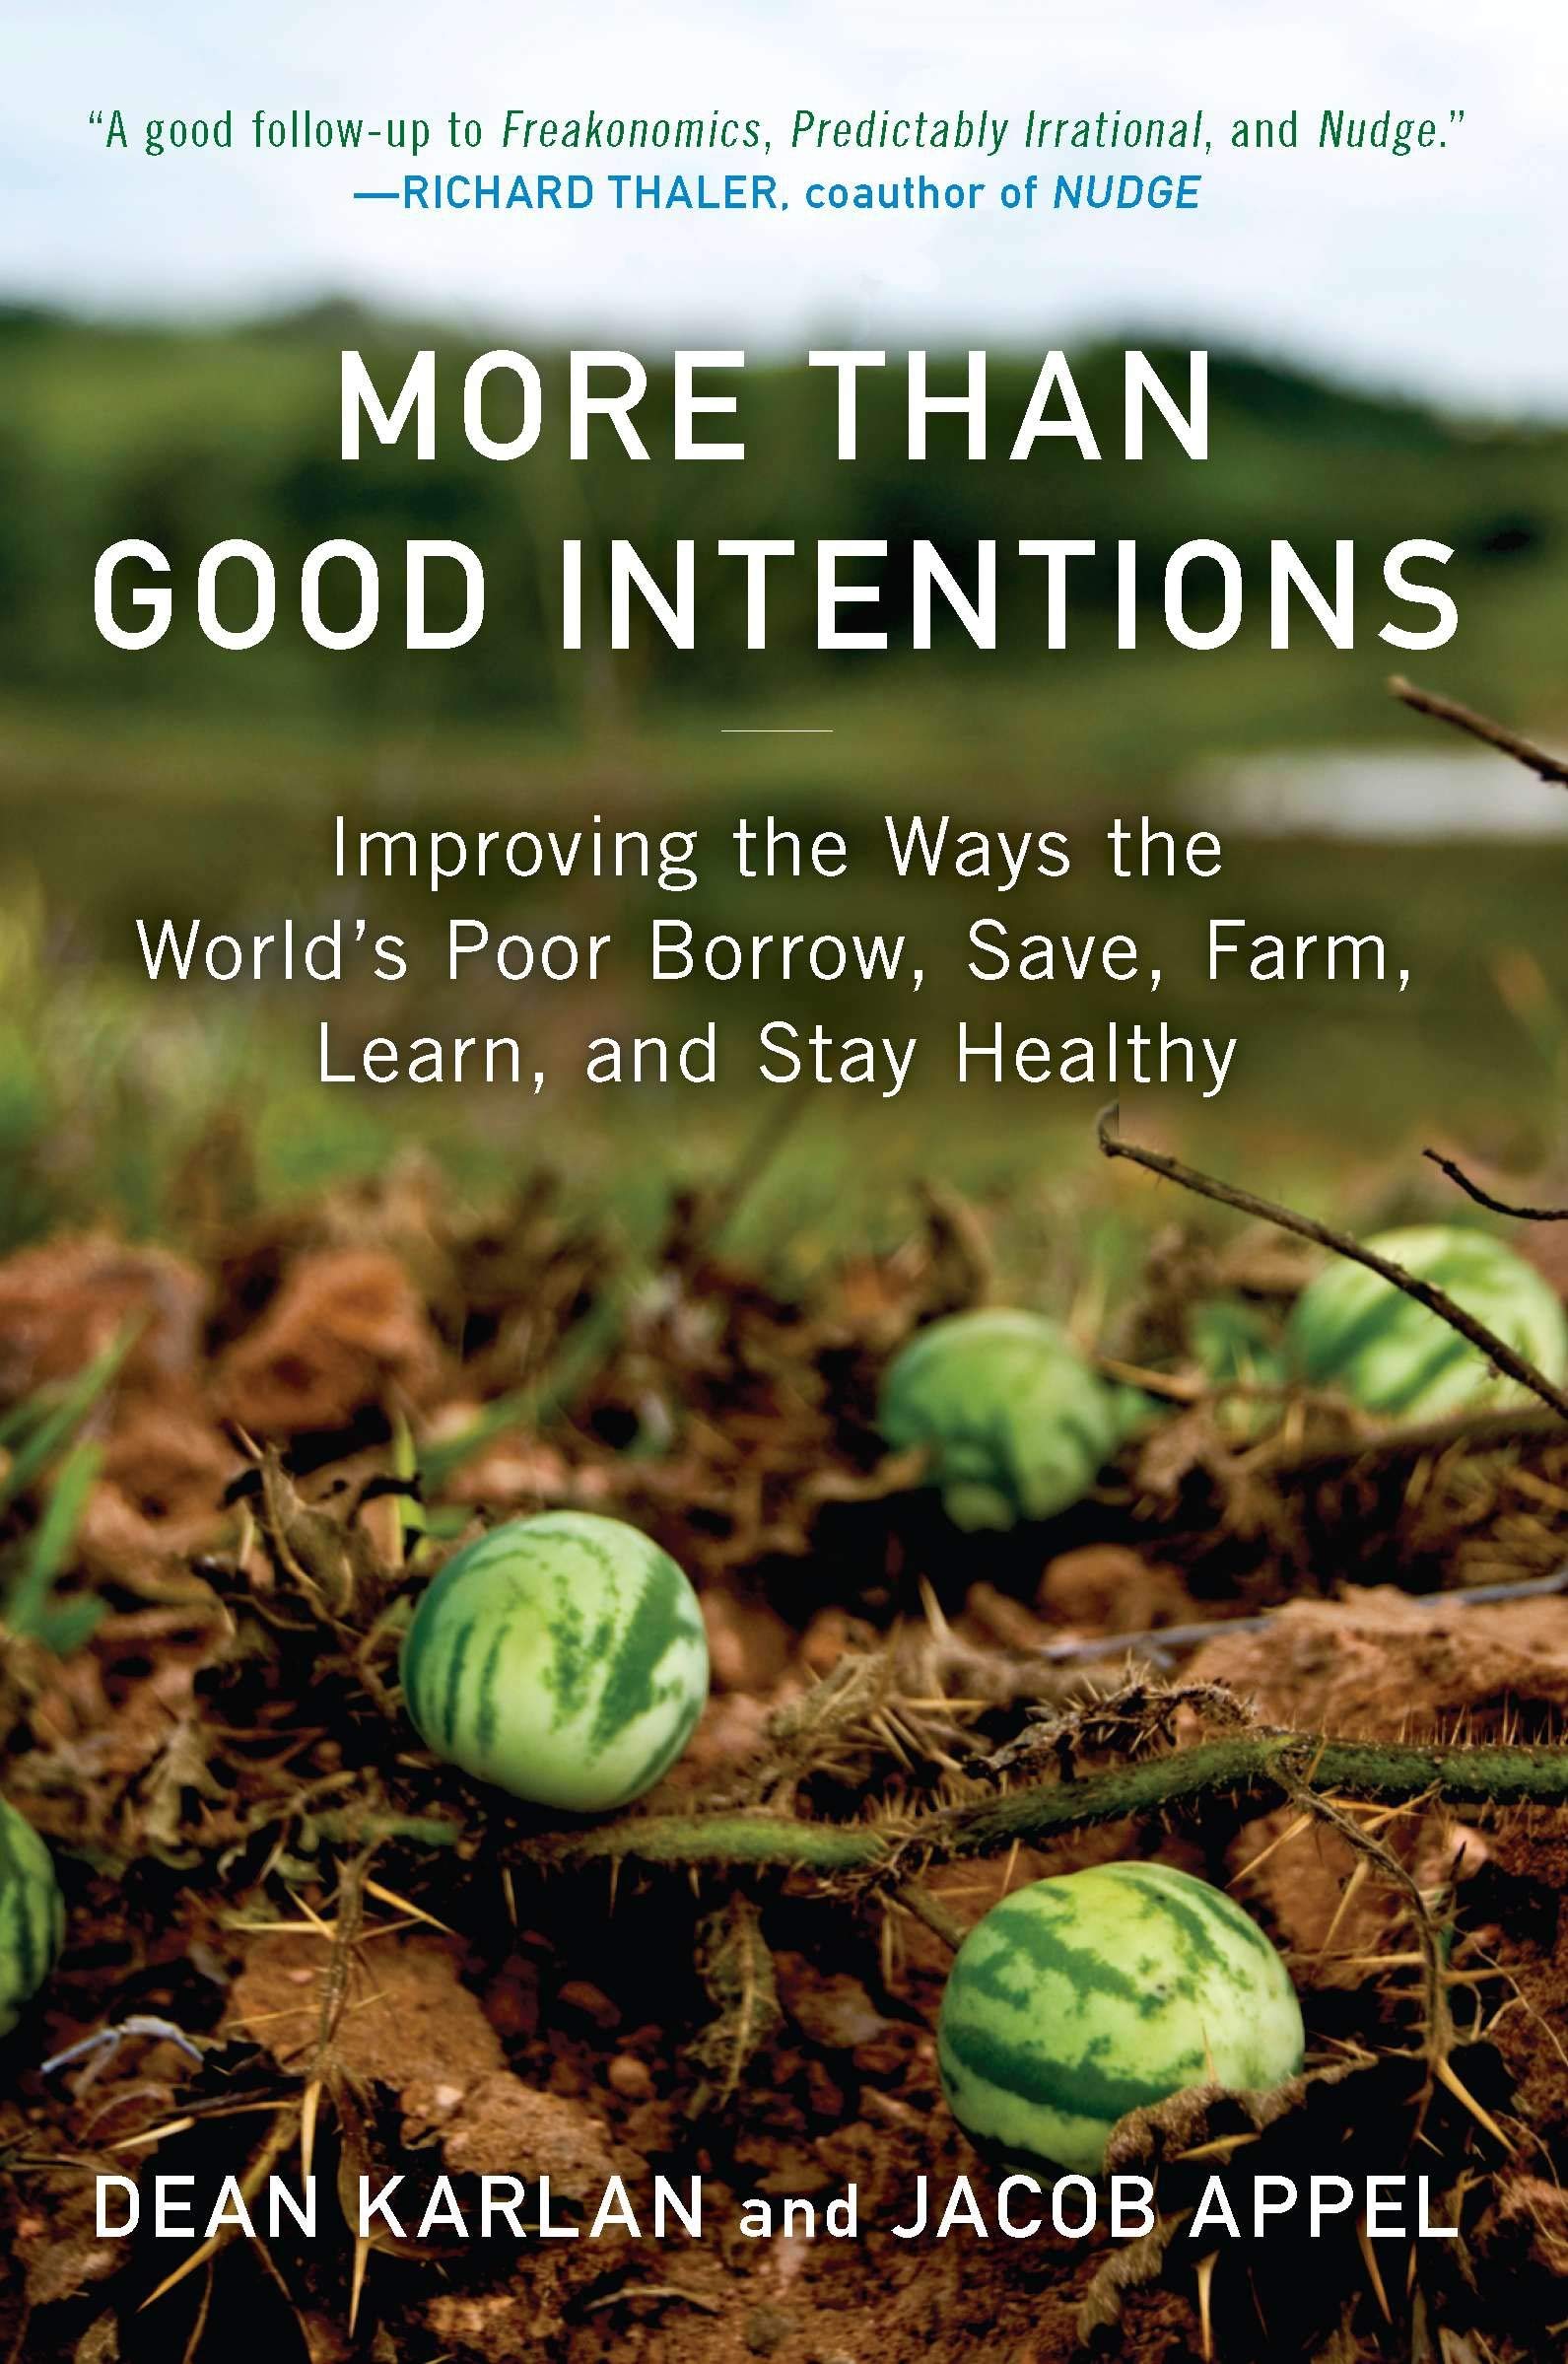 “A good follow-up to Freakonomics, Predictably Irrational, and Nudge.”
—RICHARD THALER, coauthor of NUDGE
MORE THAN
GOOD INTENTIONS
Improving the Ways the
World’s Poor Borrow, Save, Farm,
Learn, and Stay Healthy
DEAN KARLAN and JACOB APPEL